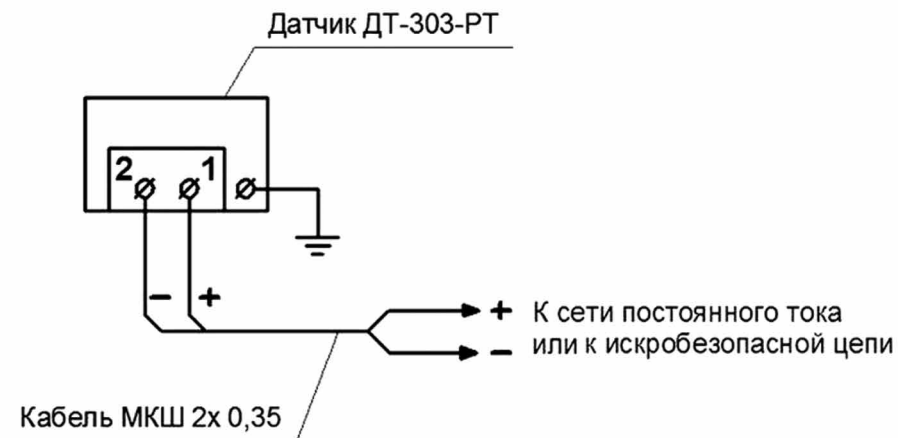 Датчик ДТ-303-РТ
2 1
− +
+ К сети постоянного тока
− или к искробезопасной цепи
Кабель МКШ 2х 0,35